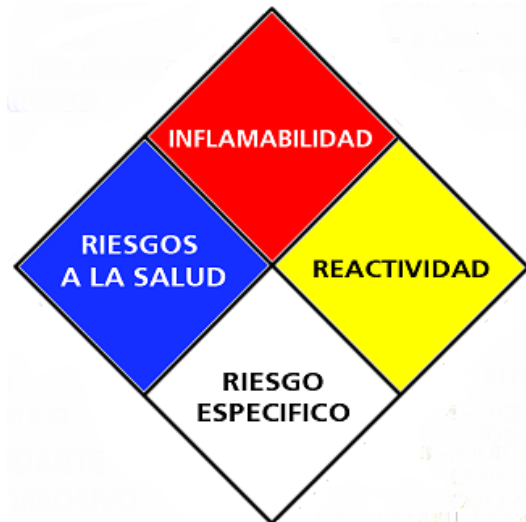 INFLAMABILIDAD
RIESGOS
A LA SALUD
REACTIVIDAD
RIESGO
ESPECIFICO